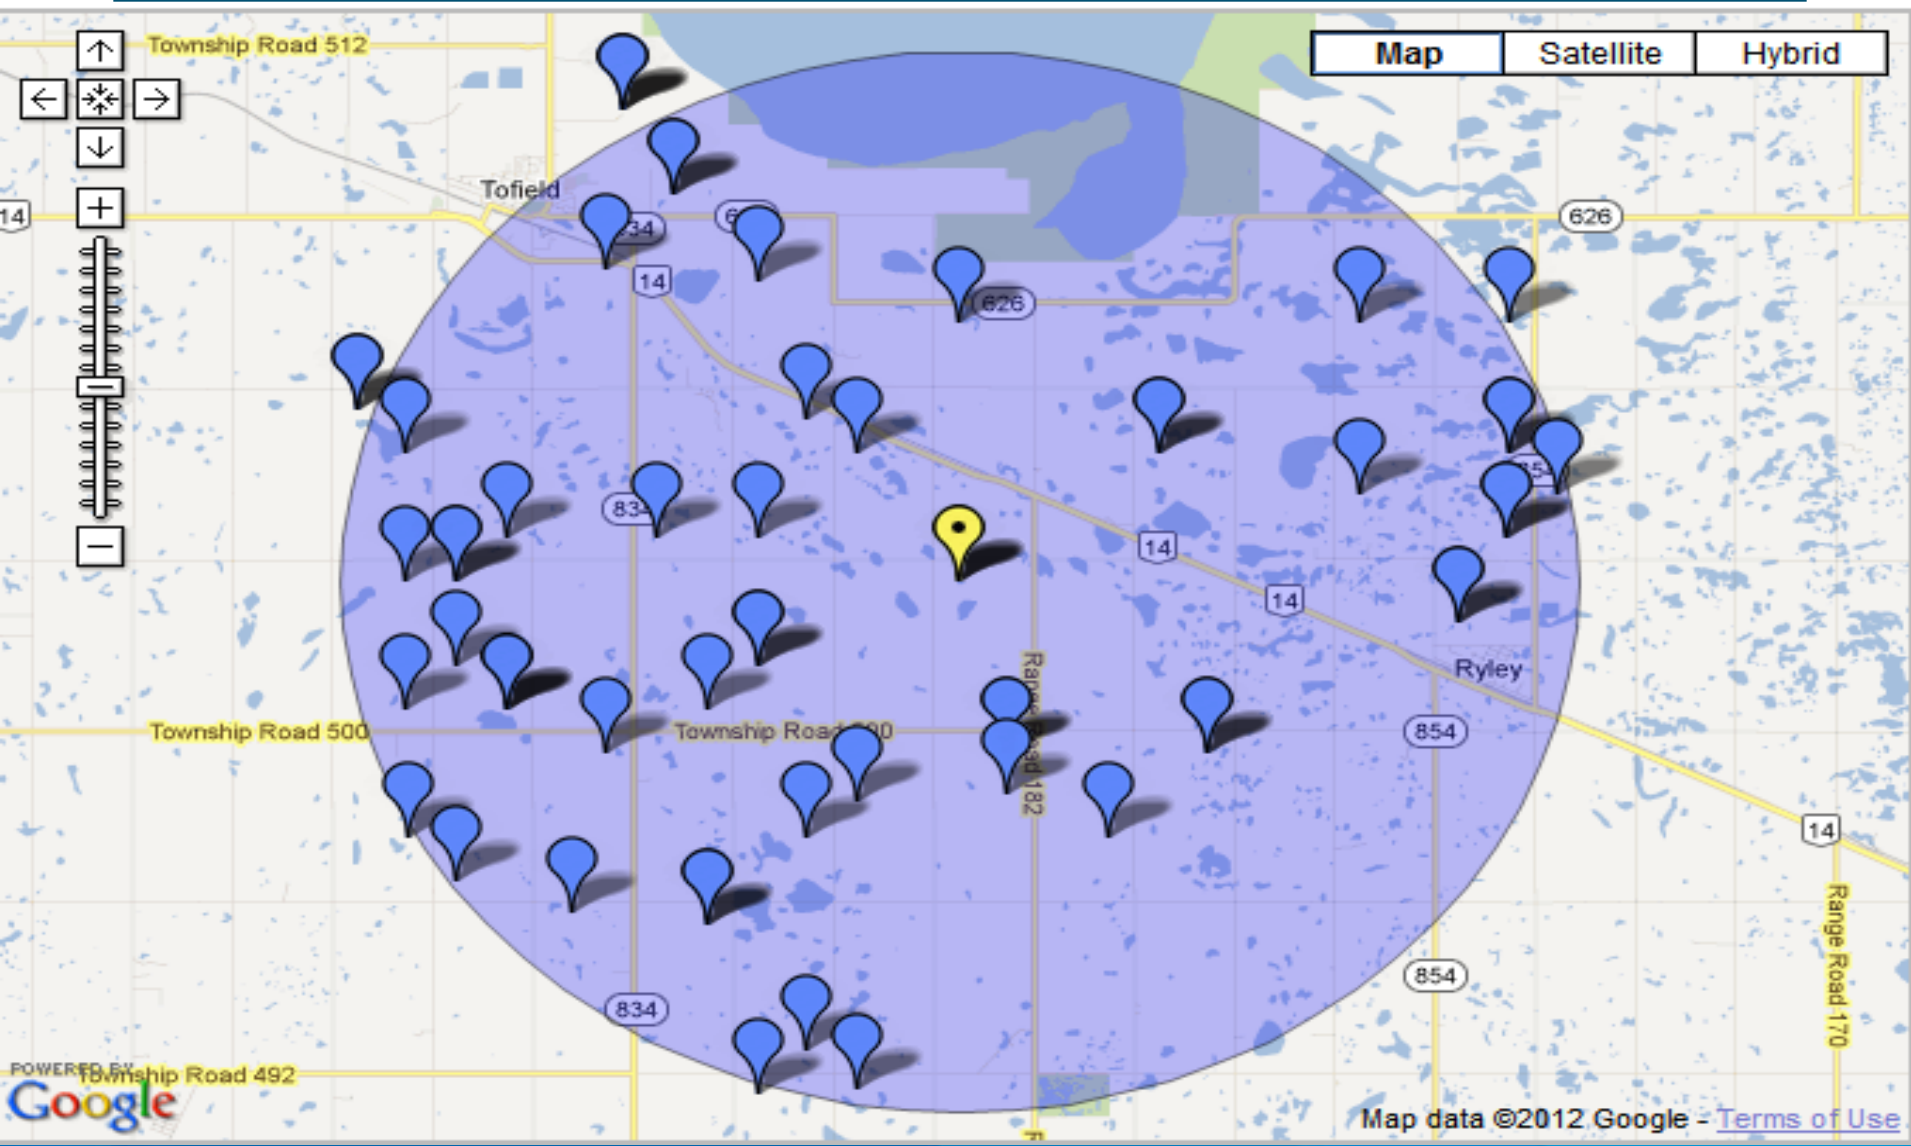 Township Road 512
Map
Satellite
Hybrid
Tofield
14
626
14
626
834
14
14
Ryley
Township Road 500
Township Road
854
Range Road 182
14
854
834
Range Road 170
POWERED BY
Google
Township Road 492
Map data ©2012 Google - Terms of Use